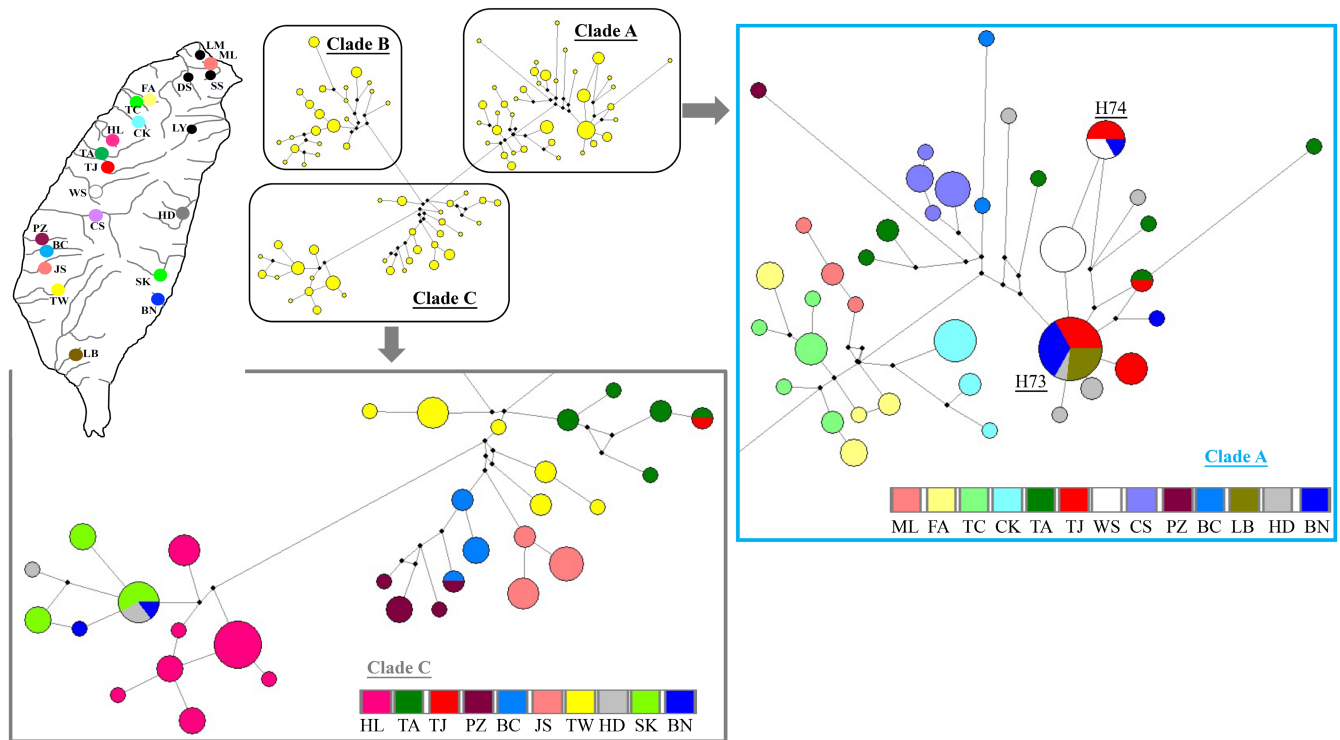 LM
ML
DS
SS
FA
TC
CK
LY
HL
TA
TJ
WS
CS
HD
PZ
BC
JS
TW
SK
BN
LB
Clade B
Clade A
Clade C
H74
H73
Clade A
ML FA TC CK TA TJ WS CS PZ BC LB HD BN
Clade C
HL TA TJ PZ BC JS TW HD SK BN